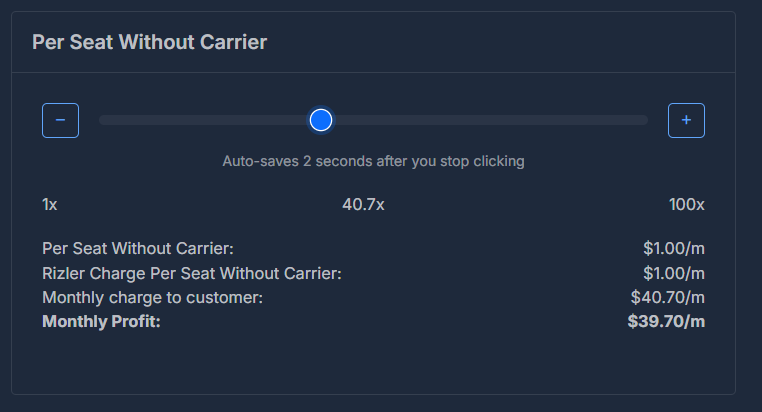 Per Seat Without Carrier
− +
Auto-saves 2 seconds after you stop clicking
1x 40.7x 100x
Per Seat Without Carrier: $1.00/m
Rizler Charge Per Seat Without Carrier: $1.00/m
Monthly charge to customer: $40.70/m
Monthly Profit: $39.70/m